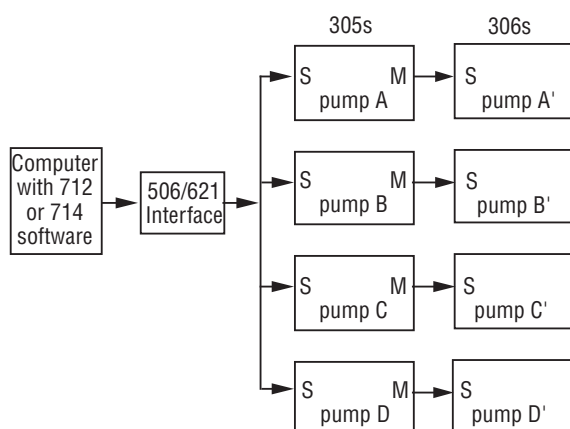 305s 306s
S M S
pump A pump A'
S M S
pump B pump B'
Computer
with 712
or 714
software
506/621
Interface
S M S
pump C pump C'
S M S
pump D pump D'